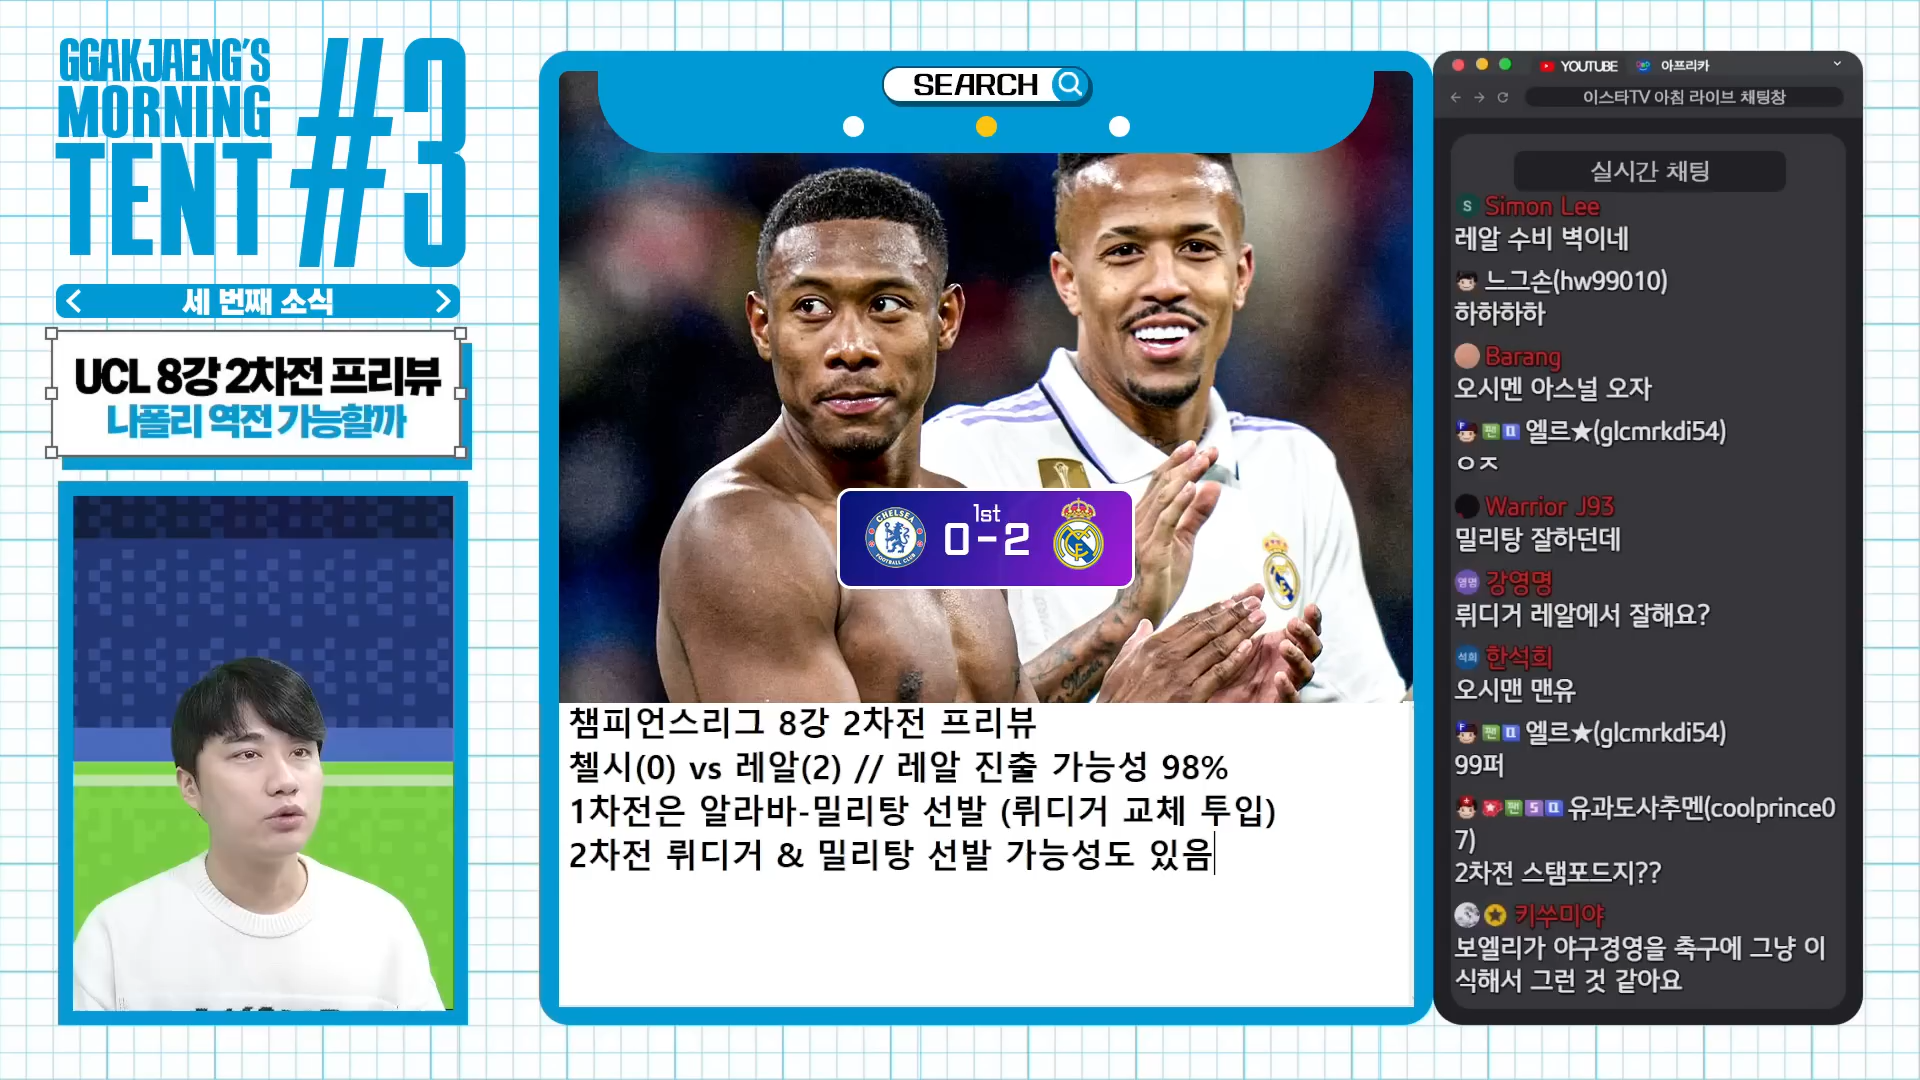 GGAKJAENG'S
MORNING
TENT
#3
세 번째 소식
UCL 8강 2차전 프리뷰
나폴리 역전 가능할까
SEARCH
CHELSEA
FOOTBALL CLUB
1st
0-2
챔피언스리그 8강 2차전 프리뷰
첼시(0) vs 레알(2) // 레알 진출 가능성 98%
1차전은 알라바-밀리탕 선발 (뤼디거 교체 투입)
2차전 뤼디거 & 밀리탕 선발 가능성도 있음
YOUTUBE
아프리카
이스타TV 아침 라이브 채팅창
실시간 채팅
S Simon Lee
레알 수비 벽이네
느그손(hw99010)
하하하하
Barang
오시멘 아스널 오자
팬 엘르★(glcmrkdi54)
ㅇㅈ
Warrior J93
밀리탕 잘하던데
영명 강영명
뤼디거 레알에서 잘해요?
석희 한석희
오시맨 맨유
팬 엘르★(glcmrkdi54)
99퍼
팬 S 유과도사추멘(coolprince0
7)
2차전 스탬포드지??
키쑤미야
보엘리가 야구경영을 축구에 그냥 이
식해서 그런 것 같아요